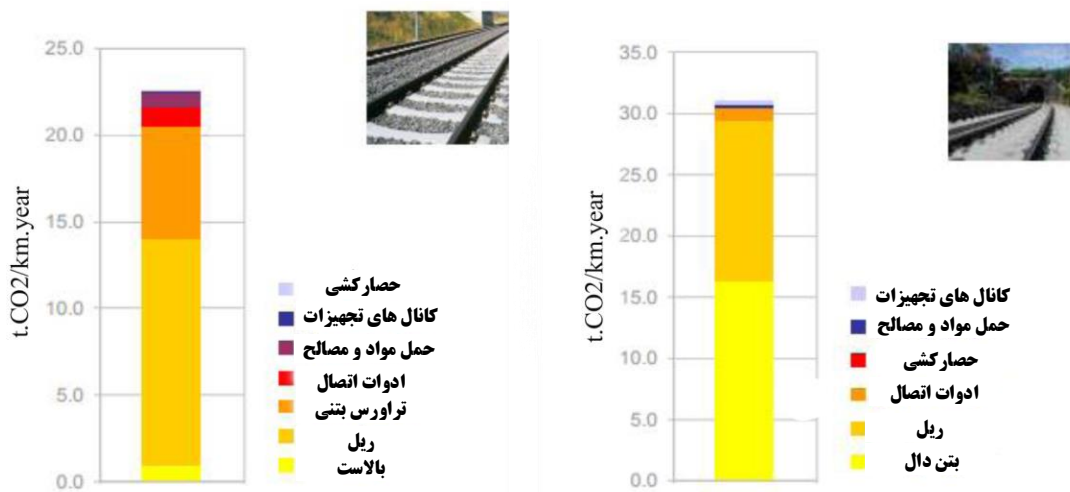 25.0
20.0
15.0
10.0
5.0
0.0
t.CO2/km.year
حصارکشی
کانال های تجهیزات
حمل مواد و مصالح
ادوات اتصال
تراورس بتنی
ریل
بالاست
35.0
30.0
25.0
20.0
15.0
10.0
5.0
0.0
t.CO2/km.year
کانال های تجهیزات
حمل مواد و مصالح
حصارکشی
ادوات اتصال
ریل
بتن دال